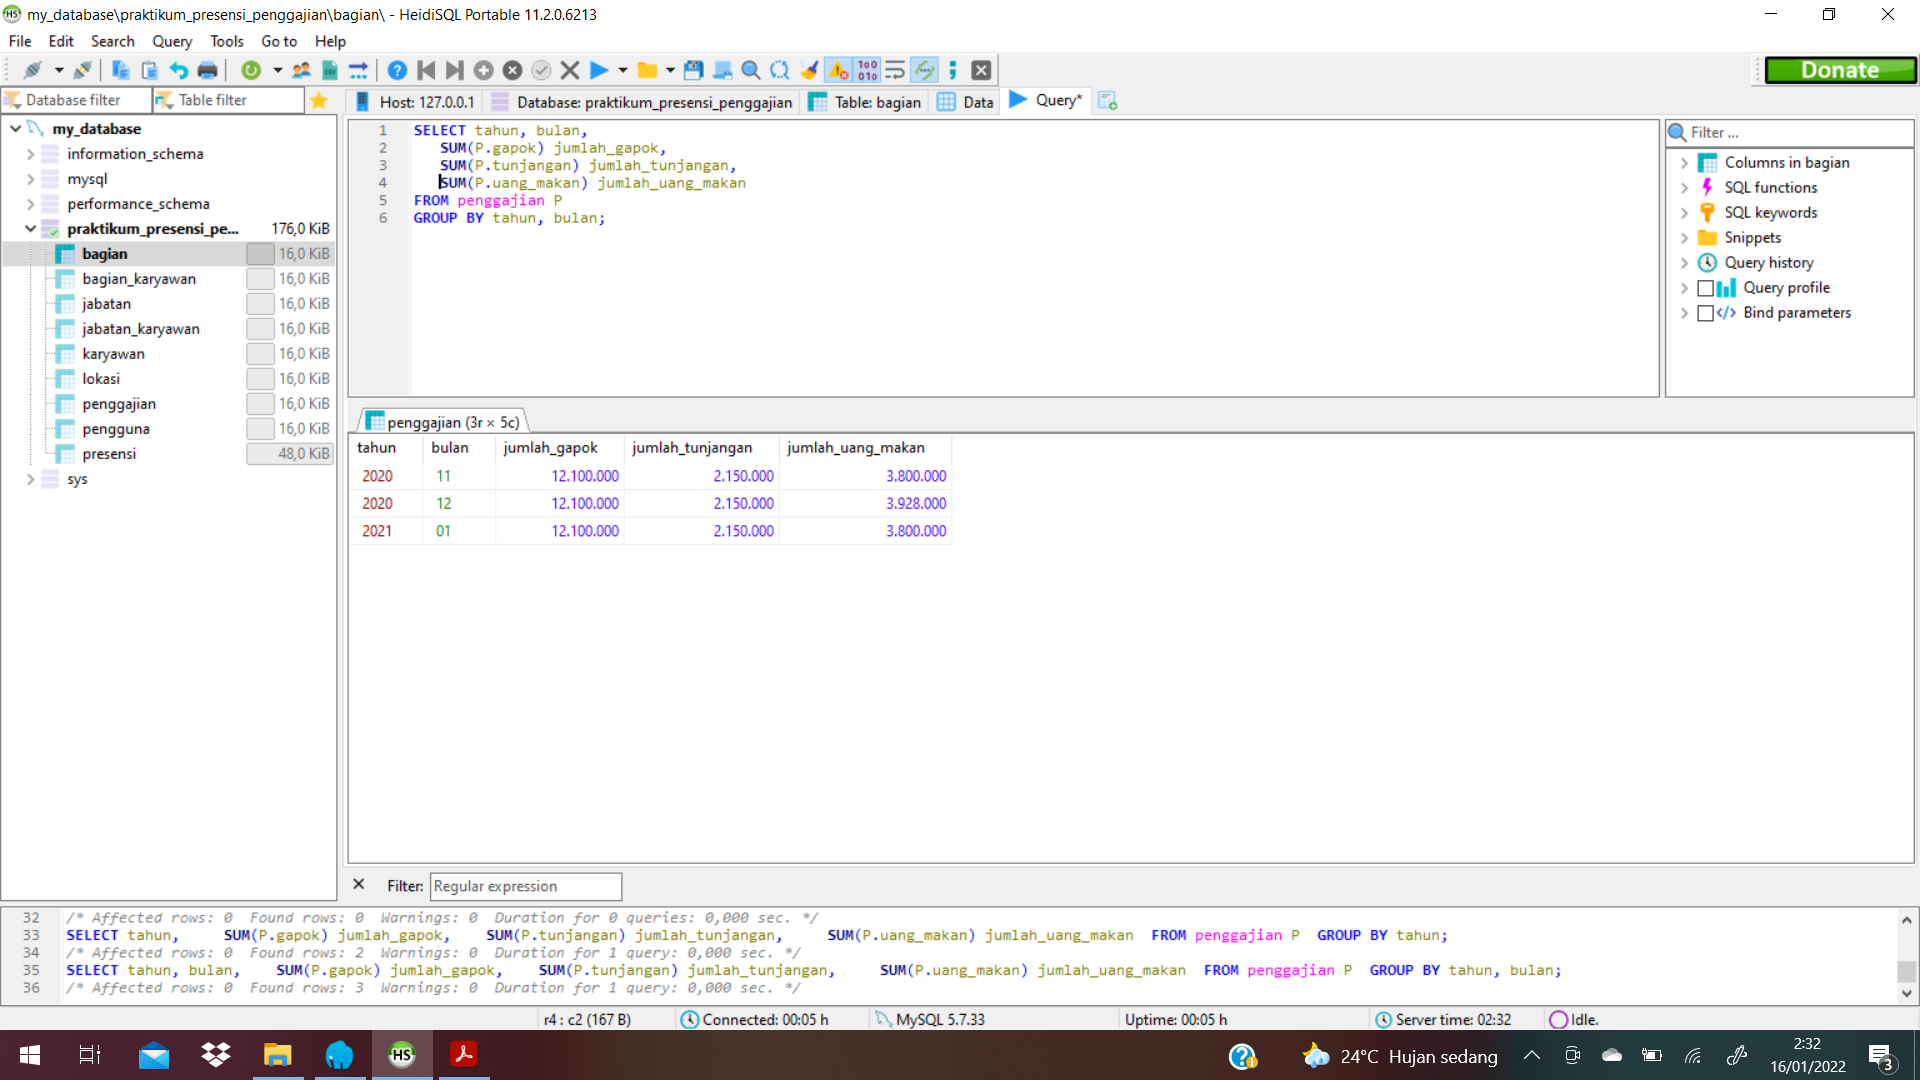 my_database\praktikum_presensi_penggajian\bagian\ - HeidiSQL Portable 11.2.0.6213
File Edit Search Query Tools Go to Help
Donate
Database filter Table filter
Host: 127.0.0.1 Database: praktikum_presensi_penggajian Table: bagian Data Query*
my_database
information_schema
mysql
performance_schema
praktikum_presensi_pe... 176,0 KiB
bagian 16,0 KiB
bagian_karyawan 16,0 KiB
jabatan 16,0 KiB
jabatan_karyawan 16,0 KiB
karyawan 16,0 KiB
lokasi 16,0 KiB
penggajian 16,0 KiB
pengguna 16,0 KiB
presensi 48,0 KiB
sys
1 SELECT tahun, bulan,
2 SUM(P.gapok) jumlah_gapok,
3 SUM(P.tunjangan) jumlah_tunjangan,
4 SUM(P.uang_makan) jumlah_uang_makan
5 FROM penggajian P
6 GROUP BY tahun, bulan;
Filter ...
Columns in bagian
SQL functions
SQL keywords
Snippets
Query history
Query profile
Bind parameters
penggajian (3r × 5c)
tahun bulan jumlah_gapok jumlah_tunjangan jumlah_uang_makan
2020 11 12.100.000 2.150.000 3.800.000
2020 12 12.100.000 2.150.000 3.928.000
2021 01 12.100.000 2.150.000 3.800.000
Filter: Regular expression
32 /* Affected rows: 0 Found rows: 0 Warnings: 0 Duration for 0 queries: 0,000 sec. */
33 SELECT tahun, SUM(P.gapok) jumlah_gapok, SUM(P.tunjangan) jumlah_tunjangan, SUM(P.uang_makan) jumlah_uang_makan FROM penggajian P GROUP BY tahun;
34 /* Affected rows: 0 Found rows: 2 Warnings: 0 Duration for 1 query: 0,000 sec. */
35 SELECT tahun, bulan, SUM(P.gapok) jumlah_gapok, SUM(P.tunjangan) jumlah_tunjangan, SUM(P.uang_makan) jumlah_uang_makan FROM penggajian P GROUP BY tahun, bulan;
36 /* Affected rows: 0 Found rows: 3 Warnings: 0 Duration for 1 query: 0,000 sec. */
r4 : c2 (167 B) Connected: 00:05 h MySQL 5.7.33 Uptime: 00:05 h Server time: 02:32 Idle.
HS
24°C Hujan sedang
2:32
16/01/2022
3